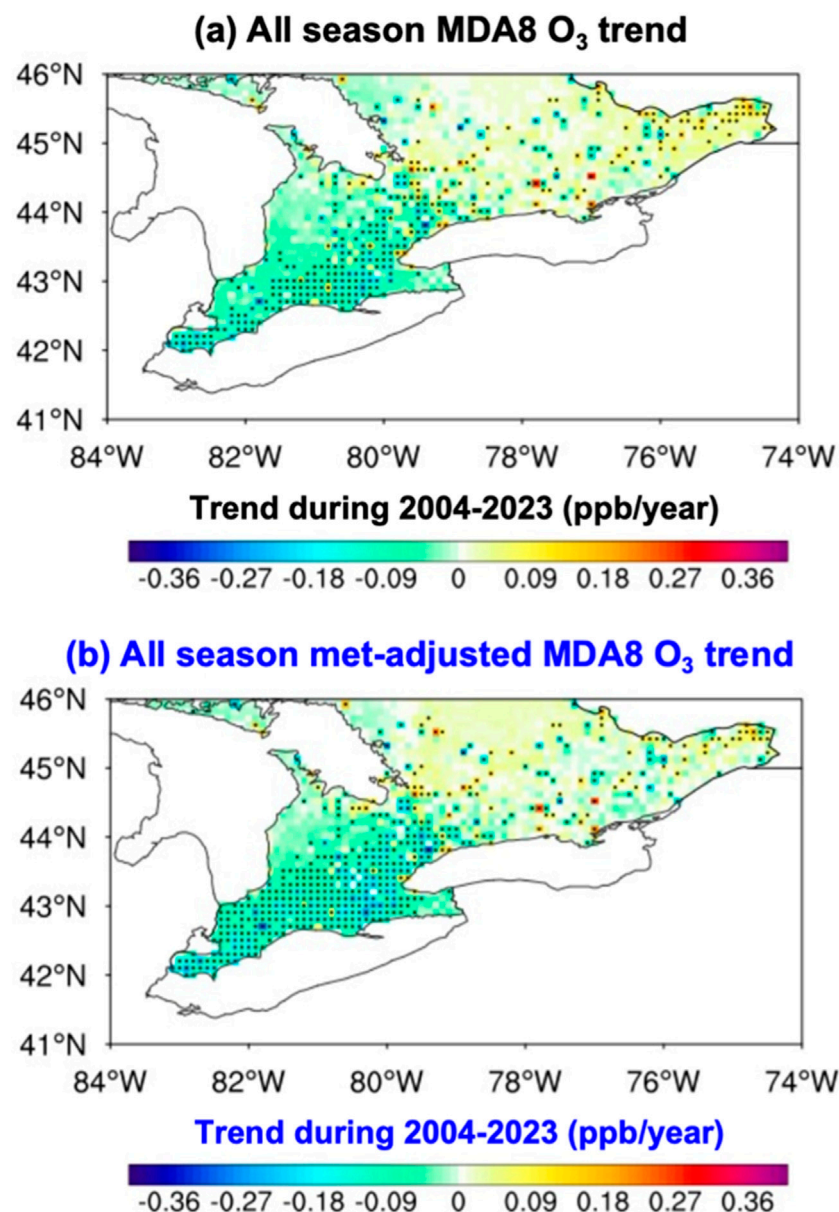 (a) All season MDA8 O₃ trend
46°N
45°N
44°N
43°N
42°N
41°N
84°W 82°W 80°W 78°W 76°W 74°W
Trend during 2004-2023 (ppb/year)
-0.36 -0.27 -0.18 -0.09 0 0.09 0.18 0.27 0.36
(b) All season met-adjusted MDA8 O₃ trend
46°N
45°N
44°N
43°N
42°N
41°N
84°W 82°W 80°W 78°W 76°W 74°W
Trend during 2004-2023 (ppb/year)
-0.36 -0.27 -0.18 -0.09 0 0.09 0.18 0.27 0.36